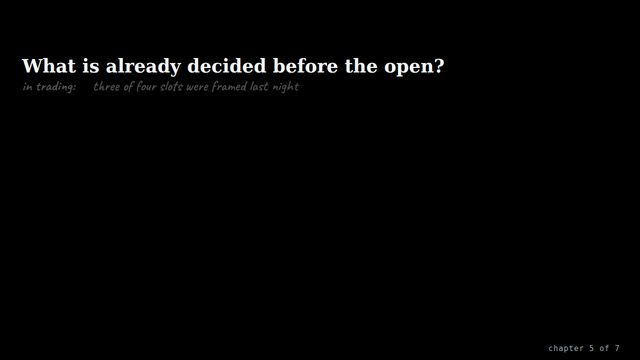 What is already decided before the open?
in trading: three of four slots were framed last night
chapter 5 of 7